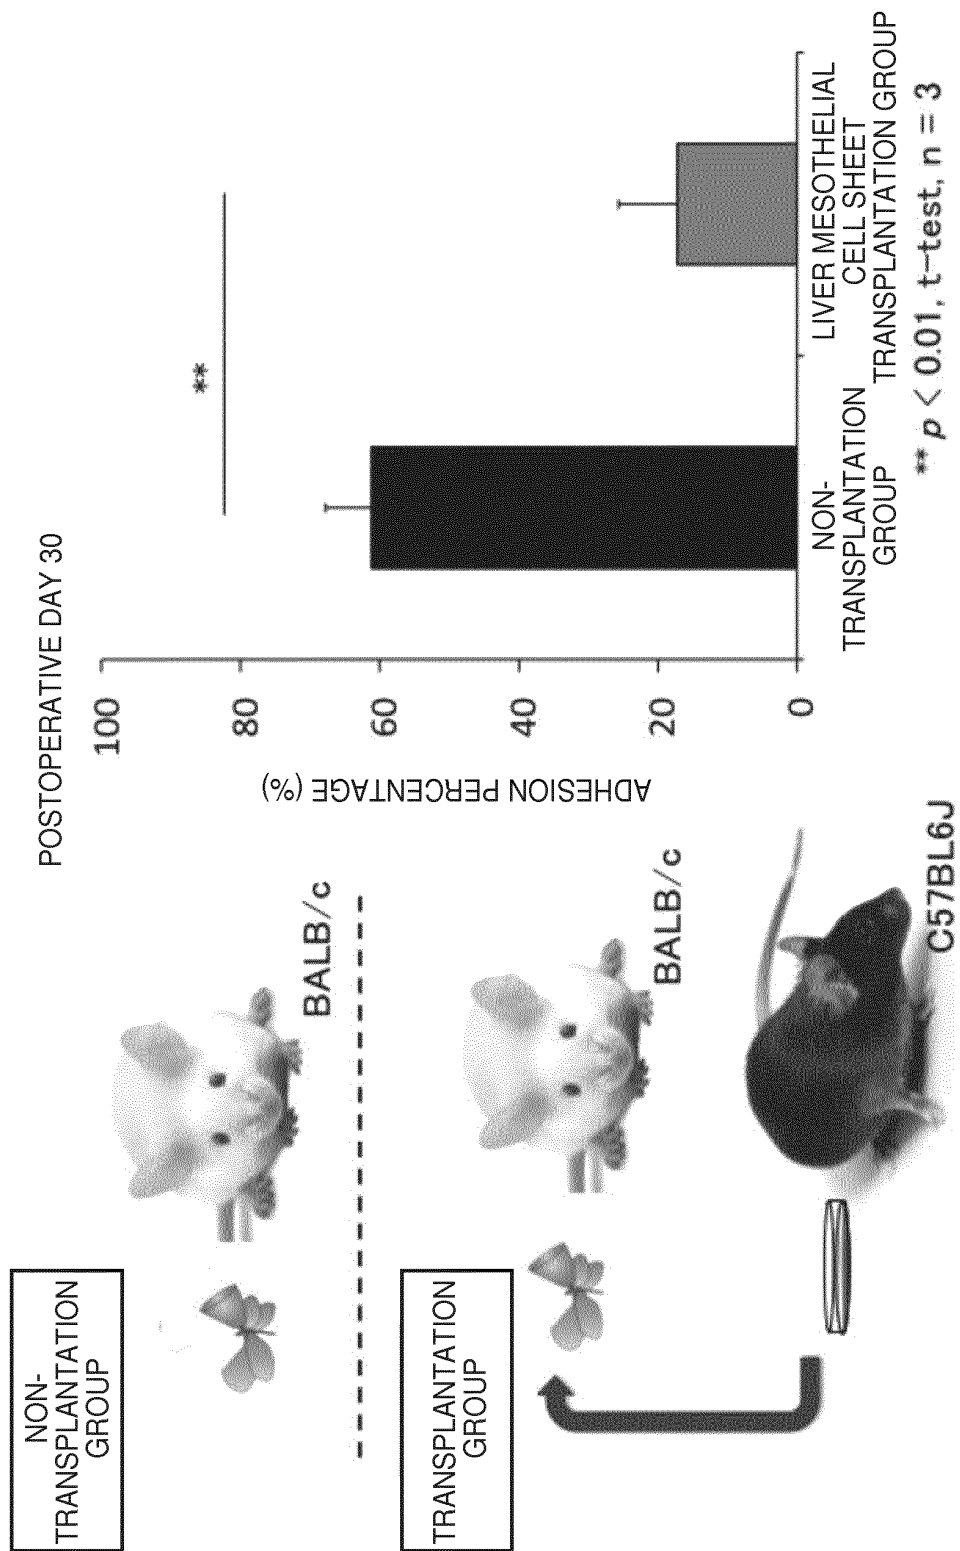 NON-
TRANSPLANTATION
GROUP
BALB/c
TRANSPLANTATION
GROUP
BALB/c
C57BL6J
POSTOPERATIVE DAY 30
ADHESION PERCENTAGE (%)
100
80
60
40
20
0
**
NON-
TRANSPLANTATION
GROUP
LIVER MESOTHELIAL
CELL SHEET
TRANSPLANTATION GROUP
** p < 0.01, t-test, n = 3